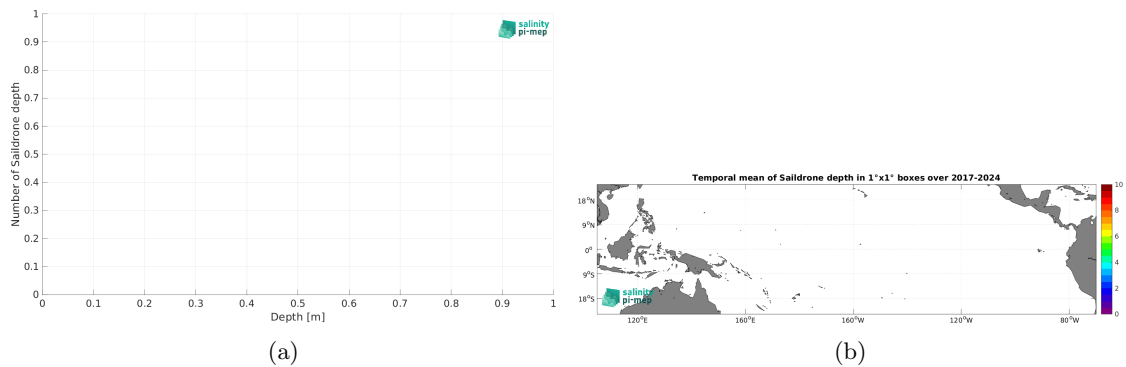 1
0.9
0.8
0.7
0.6
0.5
0.4
0.3
0.2
0.1
0
Number of Saildrone depth
0 0.1 0.2 0.3 0.4 0.5 0.6 0.7 0.8 0.9 1
Depth [m]
salinity
pi-mep
(a)
Temporal mean of Saildrone depth in 1°x1° boxes over 2017-2024
18°N
9°N
0°
9°S
18°S
120°E 160°E 160°W 120°W 80°W
salinity
pi-mep
10
8
6
4
2
0
(b)